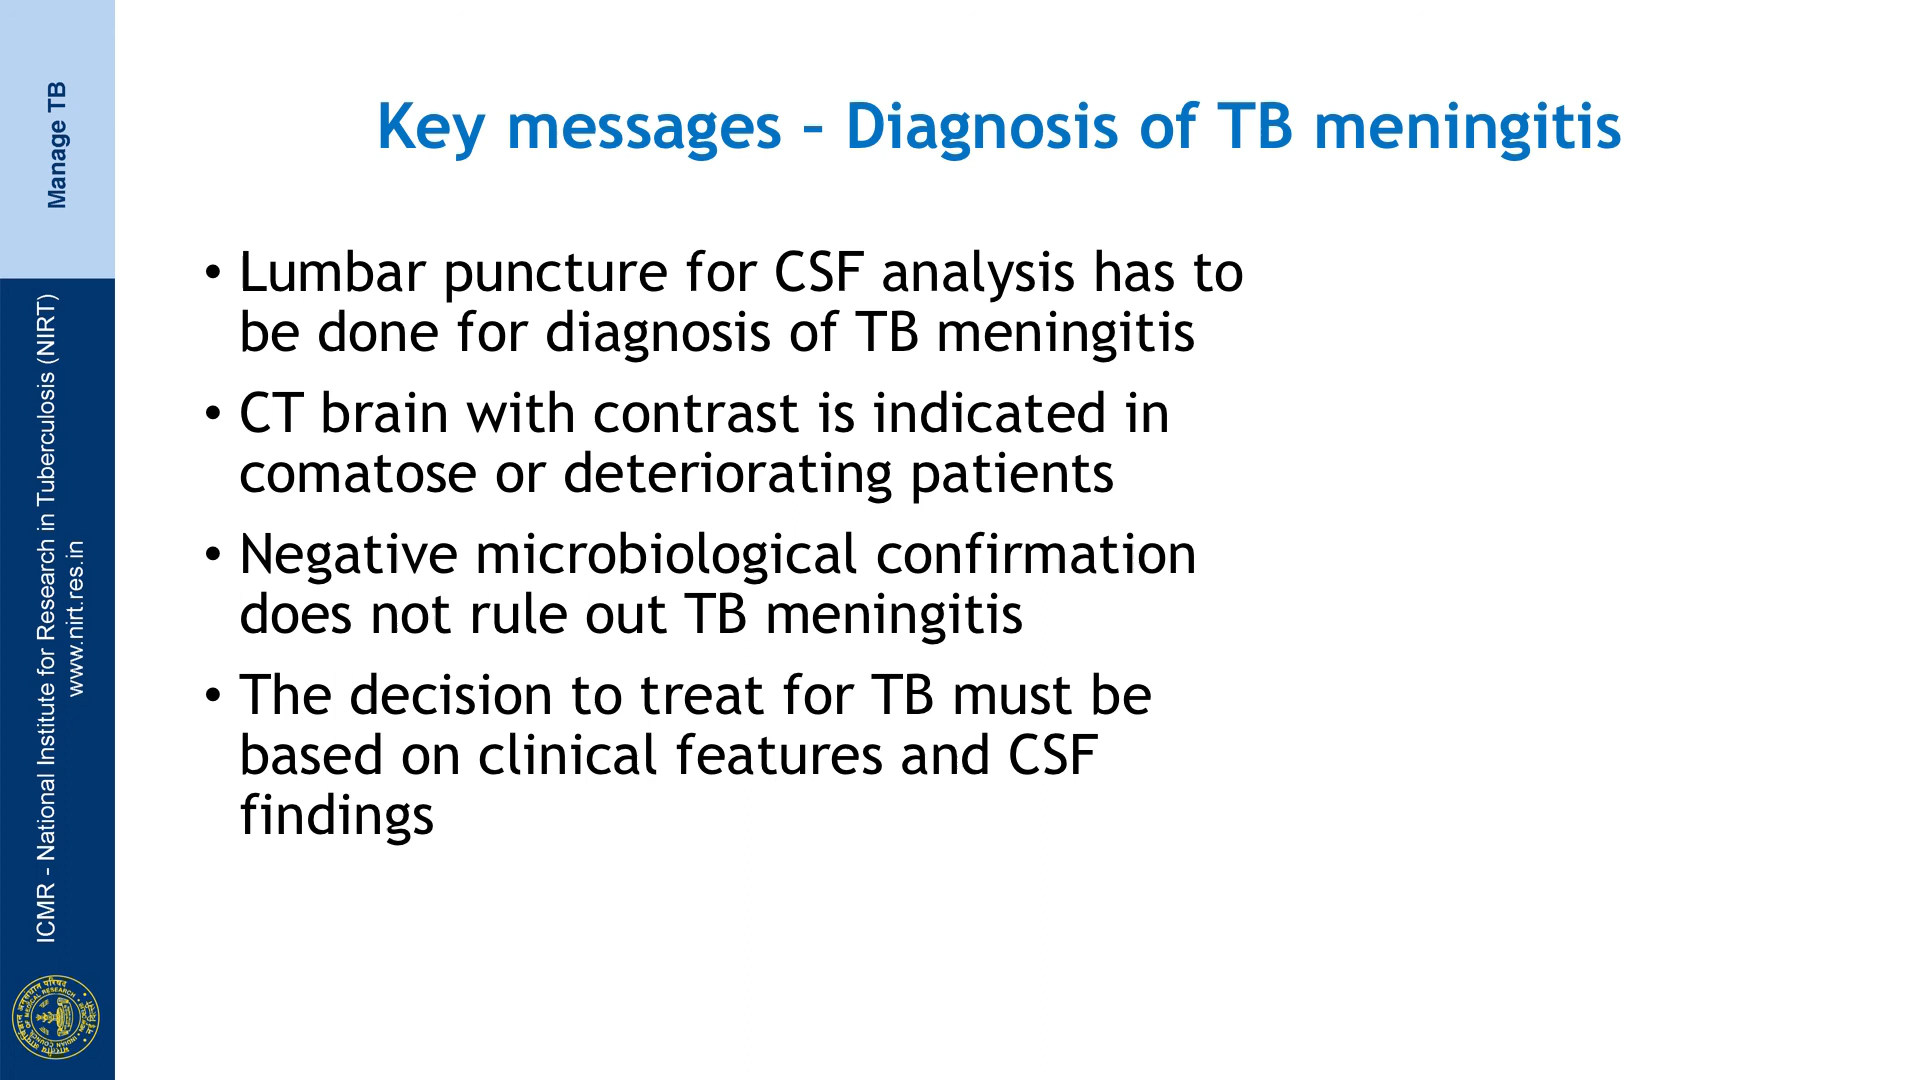 Manage TB
ICMR - National Institute for Research in Tuberculosis (NIRT)
www.nirt.res.in
Key messages – Diagnosis of TB meningitis
• Lumbar puncture for CSF analysis has to
be done for diagnosis of TB meningitis
• CT brain with contrast is indicated in
comatose or deteriorating patients
• Negative microbiological confirmation
does not rule out TB meningitis
• The decision to treat for TB must be
based on clinical features and CSF
findings